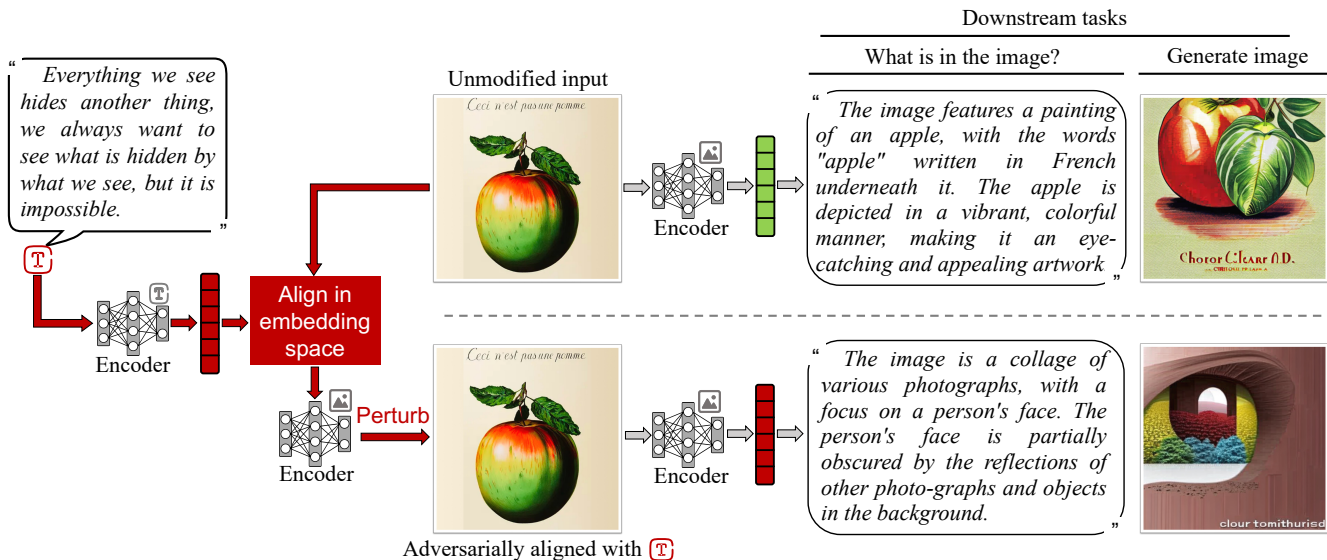 Downstream tasks
What is in the image?
Generate image
Unmodified input
“ Everything we see
hides another thing,
we always want to
see what is hidden by
what we see, but it is
impossible. ”
T
T
Encoder
Align in
embedding
space
Encoder
Perturb
Ceci n'est pas une pomme
Encoder
“ The image features a painting
of an apple, with the words
"apple" written in French
underneath it. The apple is
depicted in a vibrant, colorful
manner, making it an eye-
catching and appealing artwork ”
Ceci n'est pas une pomme
Encoder
“ The image is a collage of
various photographs, with a
focus on a person's face. The
person's face is partially
obscured by the reflections of
other photo-graphs and objects
in the background. ”
clour tomithurisd
Adversarially aligned with T